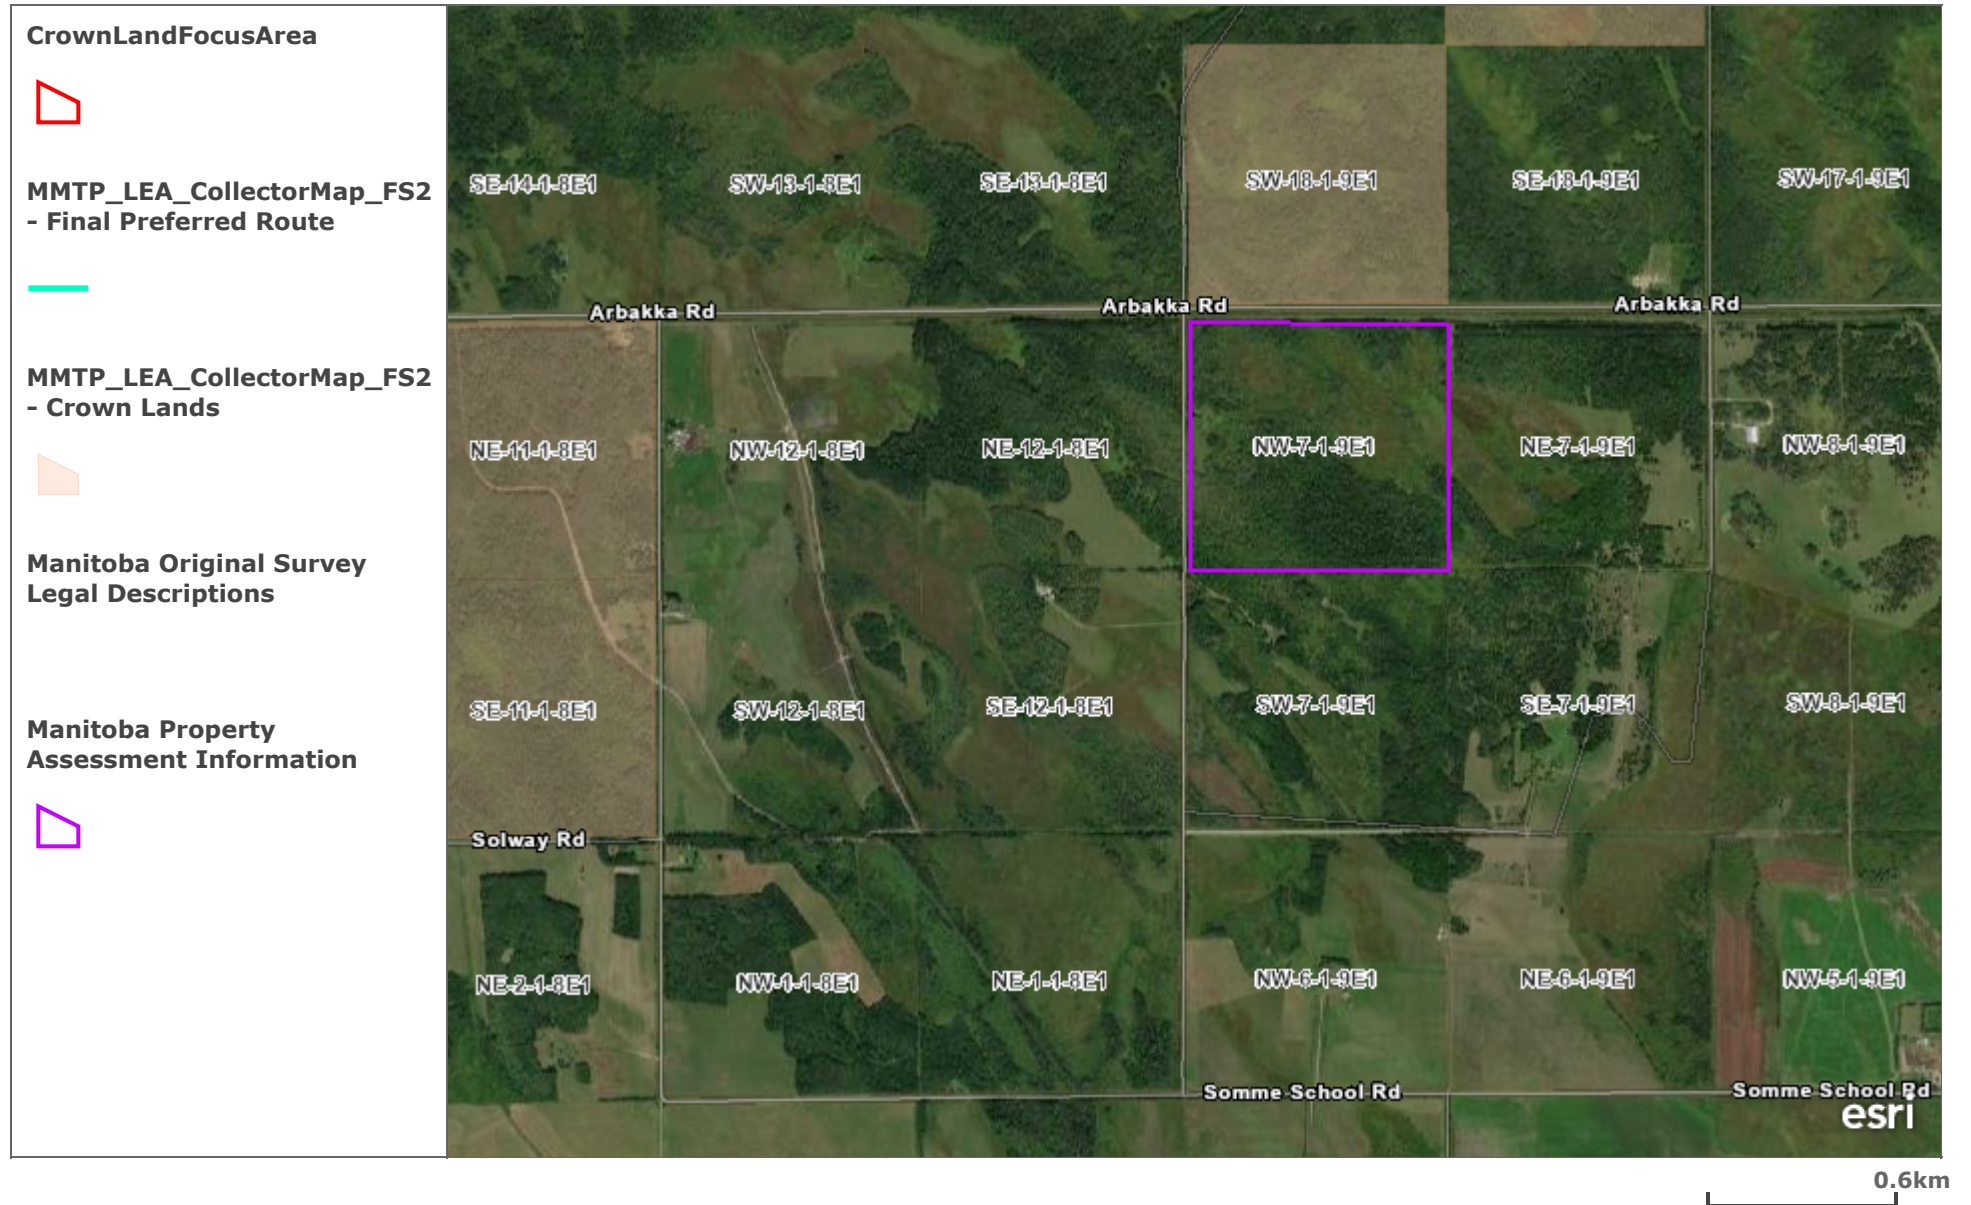 CrownLandFocusArea
MMTP_LEA_CollectorMap_FS2
- Final Preferred Route
MMTP_LEA_CollectorMap_FS2
- Crown Lands
Manitoba Original Survey
Legal Descriptions
Manitoba Property
Assessment Information
SE-14-1-8E1
SW-13-1-8E1
SE-13-1-8E1
SW-18-1-9E1
SE-18-1-9E1
SW-17-1-9E1
Arbakka Rd
Arbakka Rd
Arbakka Rd
NE-11-1-8E1
NW-12-1-8E1
NE-12-1-8E1
NW-7-1-9E1
NE-7-1-9E1
NW-8-1-9E1
SE-11-1-8E1
SW-12-1-8E1
SE-12-1-8E1
SW-7-1-9E1
SE-7-1-9E1
SW-8-1-9E1
Solway Rd
NE-2-1-8E1
NW-1-1-8E1
NE-1-1-8E1
NW-6-1-9E1
NE-6-1-9E1
NW-5-1-9E1
Somme School Rd
Somme School Rd
esri
0.6km